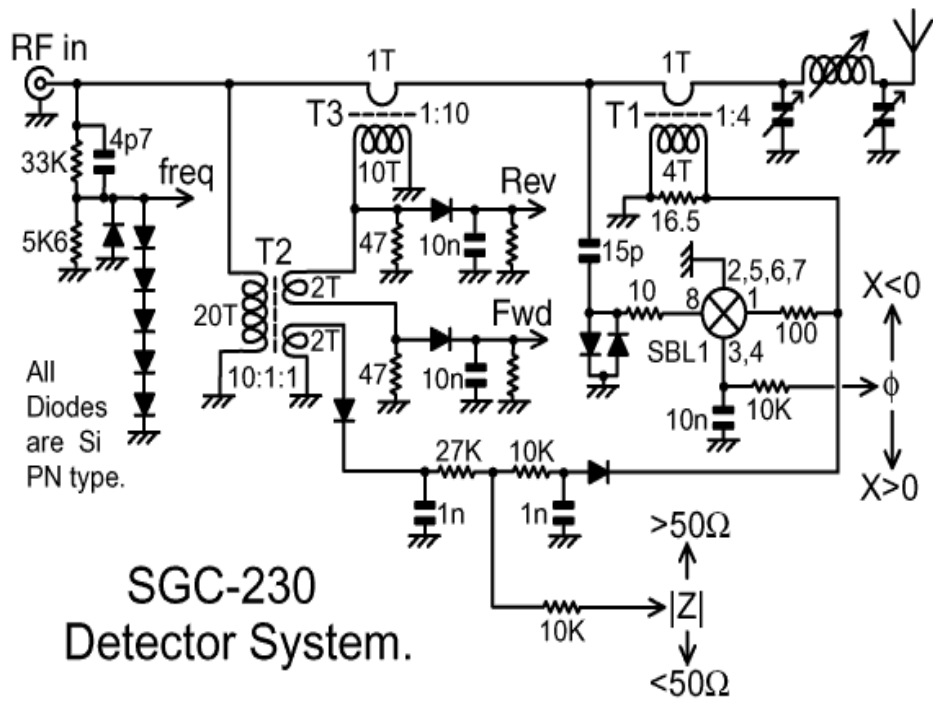 RF in
1T
1T
T3
1:10
T1
1:4
4p7
33K
freq
10T
Rev
4T
16.5
5K6
T2
47
10n
15p
2T
20T
2T
Fwd
10
8
2,5,6,7
1
X<0
SBL1
3,4
100
10:1:1
47
10n
10n
10K
ϕ
All
Diodes
are Si
PN type.
27K
10K
X>0
1n
1n
>50Ω
SGC-230
Detector System.
10K
|Z|
<50Ω